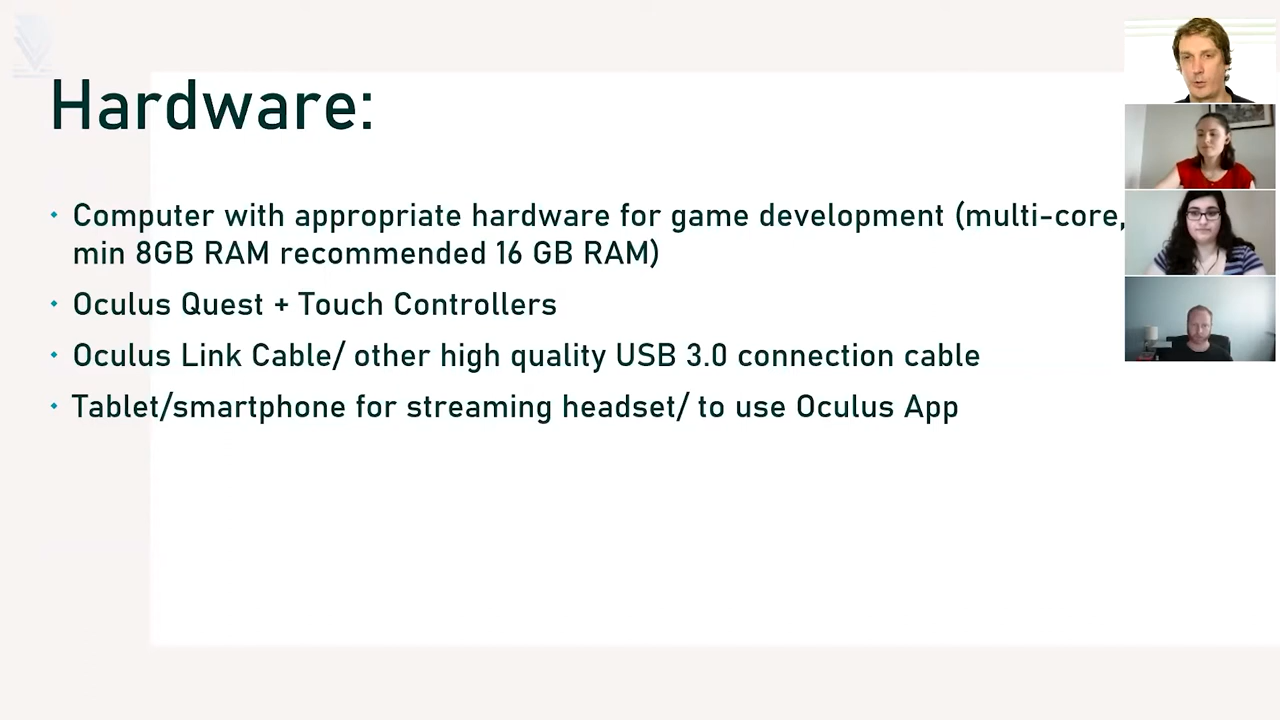 Hardware:
Computer with appropriate hardware for game development (multi-core,
min 8GB RAM recommended 16 GB RAM)
Oculus Quest + Touch Controllers
Oculus Link Cable/ other high quality USB 3.0 connection cable
Tablet/smartphone for streaming headset/ to use Oculus App